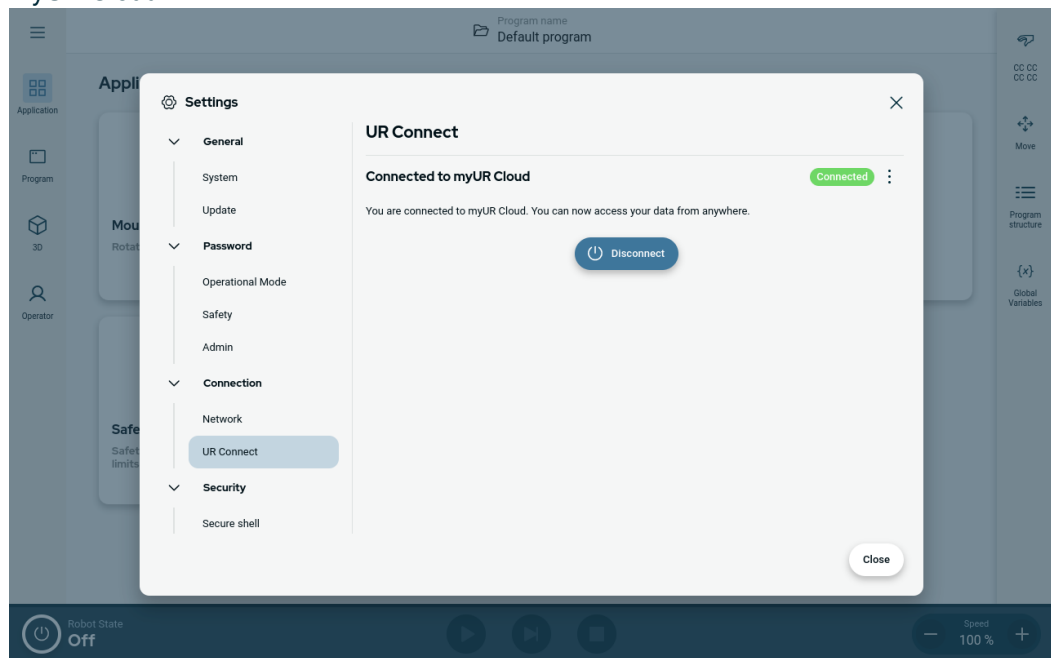 Program name
Default program
Application
Program
3D
Operator
Appli
Mou
Rotat
Safe
Safet
limits
Settings
General
System
Update
Password
Operational Mode
Safety
Admin
Connection
Network
UR Connect
Security
Secure shell
UR Connect
Connected to myUR Cloud
Connected
You are connected to myUR Cloud. You can now access your data from anywhere.
Disconnect
Close
CC CC
CC CC
Move
Program
structure
{x}
Global
Variables
Robot State
Off
Speed
100 %